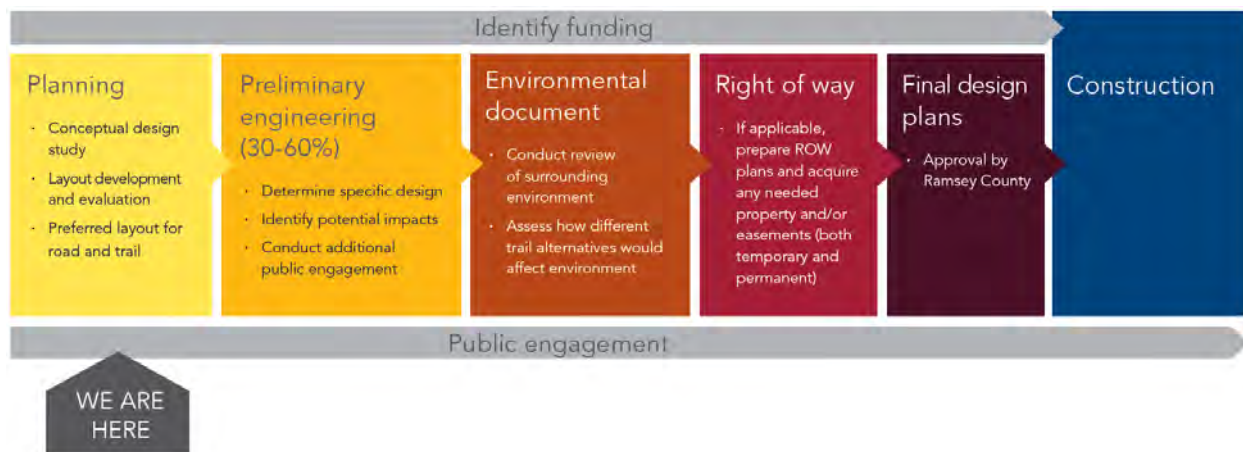 Identify funding
Planning
· Conceptual design
study
· Layout development
and evaluation
· Preferred layout for
road and trail
Preliminary
engineering
(30-60%)
· Determine specific design
· Identify potential impacts
· Conduct additional
public engagement
Environmental
document
· Conduct review
of surrounding
environment
· Assess how different
trail alternatives would
affect environment
Right of way
· If applicable,
prepare ROW
plans and acquire
any needed
property and/or
easements (both
temporary and
permanent)
Final design
plans
· Approval by
Ramsey County
Construction
Public engagement
WE ARE
HERE